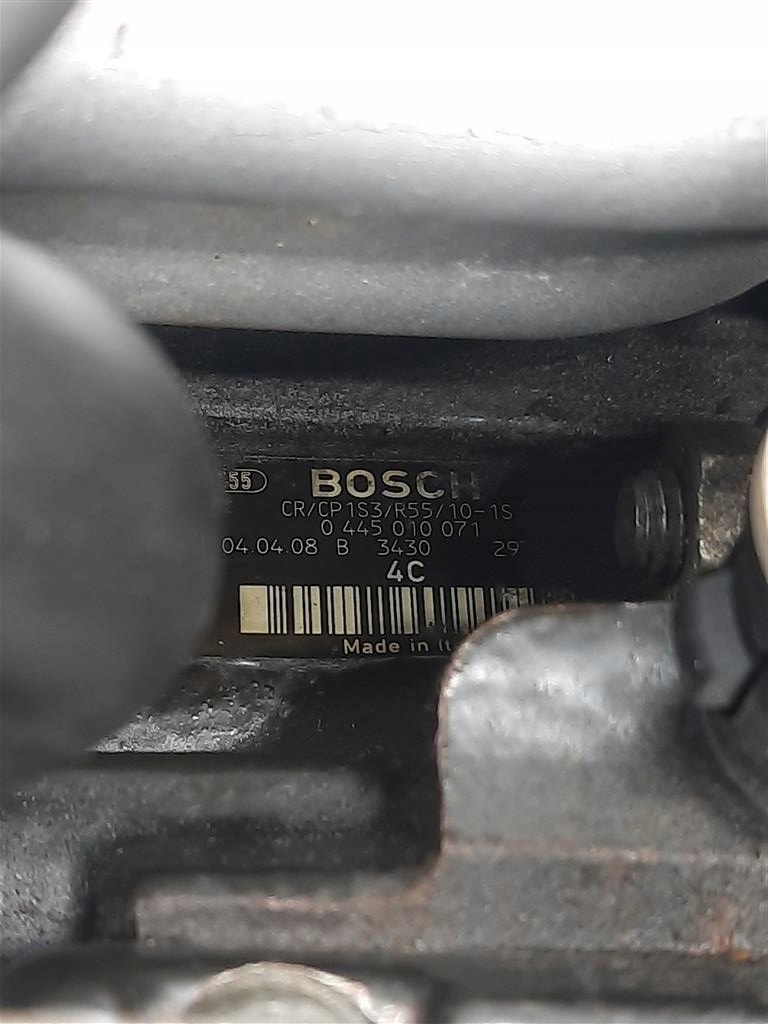 55 BOSCH
CR/CP1S3/R55/10-1S
0 445 010 071
04.04.08 B 3430 29
4C
Made in